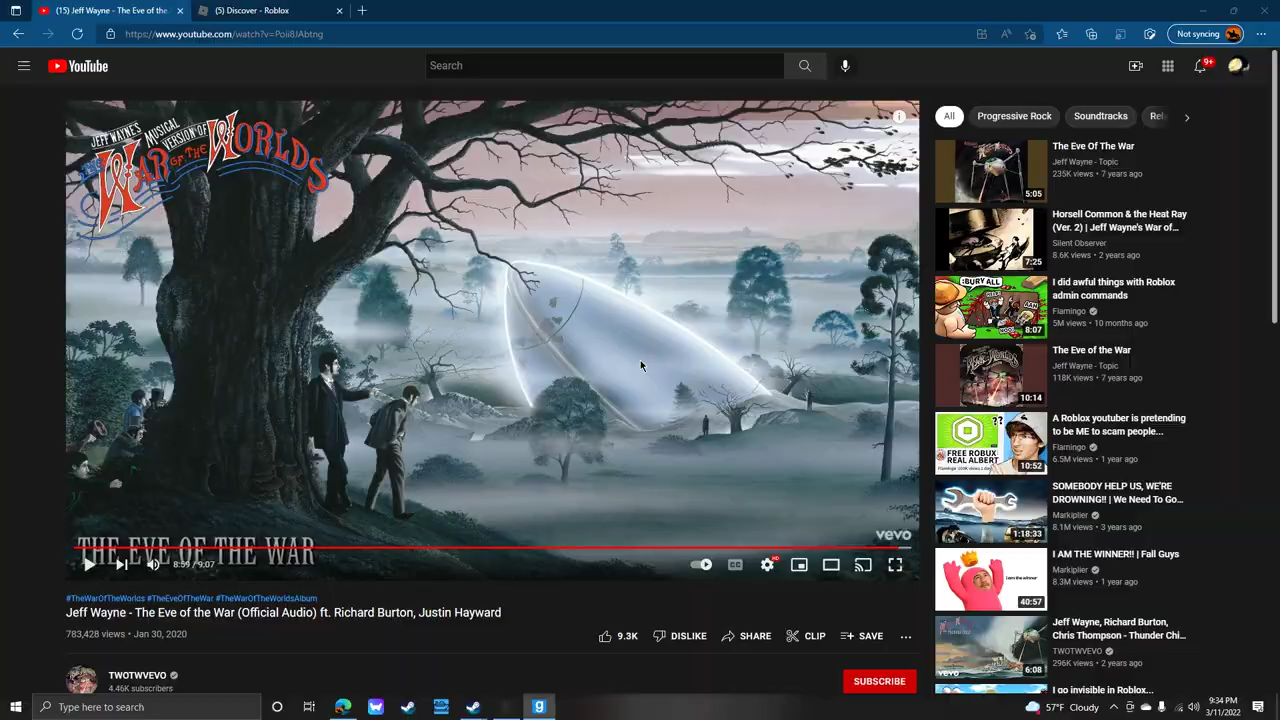 (15) Jeff Wayne - The Eve of the
(5) Discover - Roblox
https://www.youtube.com/watch?v=Poii8JAbtng
Not syncing
YouTube
Search
9+
JEFF WAYNE'S
MUSICAL
VERSION OF
THE WAR OF THE WORLDS
THE EVE OF THE WAR
vevo
8:59 / 9:07
CC
HD
#TheWarOfTheWorlds #TheEveOfTheWar #TheWarOfTheWorldsAlbum
Jeff Wayne - The Eve of the War (Official Audio) ft. Richard Burton, Justin Hayward
783,428 views • Jan 30, 2020
9.3K
DISLIKE
SHARE
CLIP
SAVE
TWOTWVEVO
4.46K subscribers
SUBSCRIBE
All
Progressive Rock
Soundtracks
Rel
The Eve Of The War
Jeff Wayne - Topic
235K views • 7 years ago
5:05
Horsell Common & the Heat Ray
(Ver. 2) | Jeff Wayne's War of...
Silent Observer
8.6K views • 2 years ago
7:25
I did awful things with Roblox
admin commands
Flamingo
5M views • 10 months ago
:BURY ALL
8:07
The Eve of the War
Jeff Wayne - Topic
118K views • 7 years ago
10:14
A Roblox youtuber is pretending
to be ME to scam people...
Flamingo
6.5M views • 1 year ago
??
FREE ROBUX
REAL ALBERT
10:52
SOMEBODY HELP US, WE'RE
DROWNING!! | We Need To Go...
Markiplier
8.1M views • 3 years ago
1:18:33
I AM THE WINNER!! | Fall Guys
Markiplier
8.3M views • 1 year ago
i am the winner
40:57
Jeff Wayne, Richard Burton,
Chris Thompson - Thunder Chi...
TWOTWVEVO
296K views • 2 years ago
vevo
6:08
I go invisible in Roblox...
Type here to search
53°F Cloudy
9:34 PM
3/11/2022